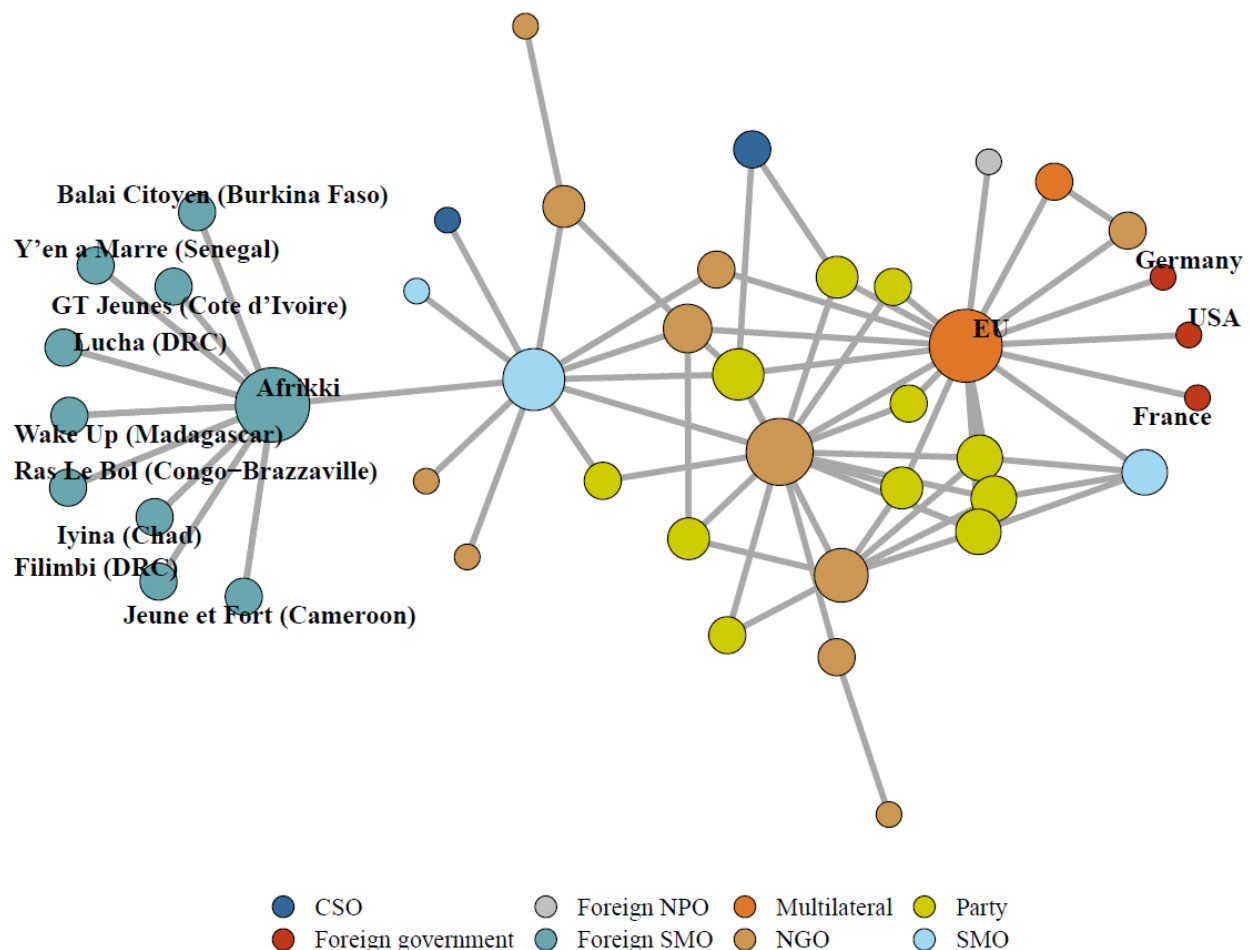 Balai Citoyen (Burkina Faso)
Y'en a Marre (Senegal)
GT Jeunes (Cote d'Ivoire)
Lucha (DRC)
Afrikki
Wake Up (Madagascar)
Ras Le Bol (Congo−Brazzaville)
Iyina (Chad)
Filimbi (DRC)
Jeune et Fort (Cameroon)
Germany
USA
EU
France
CSO Foreign NPO Multilateral Party
Foreign government Foreign SMO NGO SMO